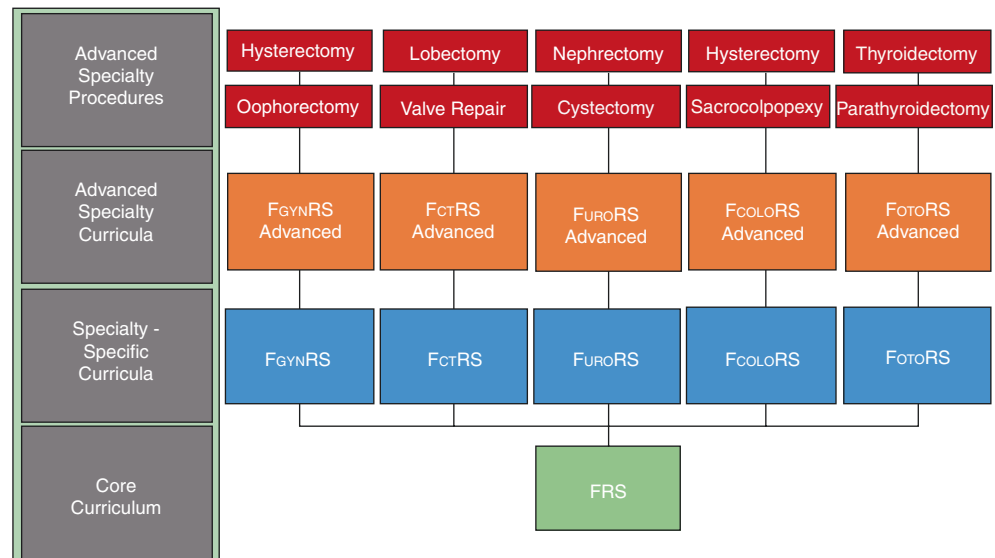 Advanced
Specialty
Procedures
Hysterectomy
Lobectomy
Nephrectomy
Hysterectomy
Thyroidectomy
Oophorectomy
Valve Repair
Cystectomy
Sacrocolpopexy
Parathyroidectomy
Advanced
Specialty
Curricula
FGYNRS
Advanced
FCTRS
Advanced
FURORS
Advanced
FCOLORS
Advanced
FOTORS
Advanced
Specialty -
Specific
Curricula
FGYNRS
FCTRS
FURORS
FCOLORS
FOTORS
Core
Curriculum
FRS